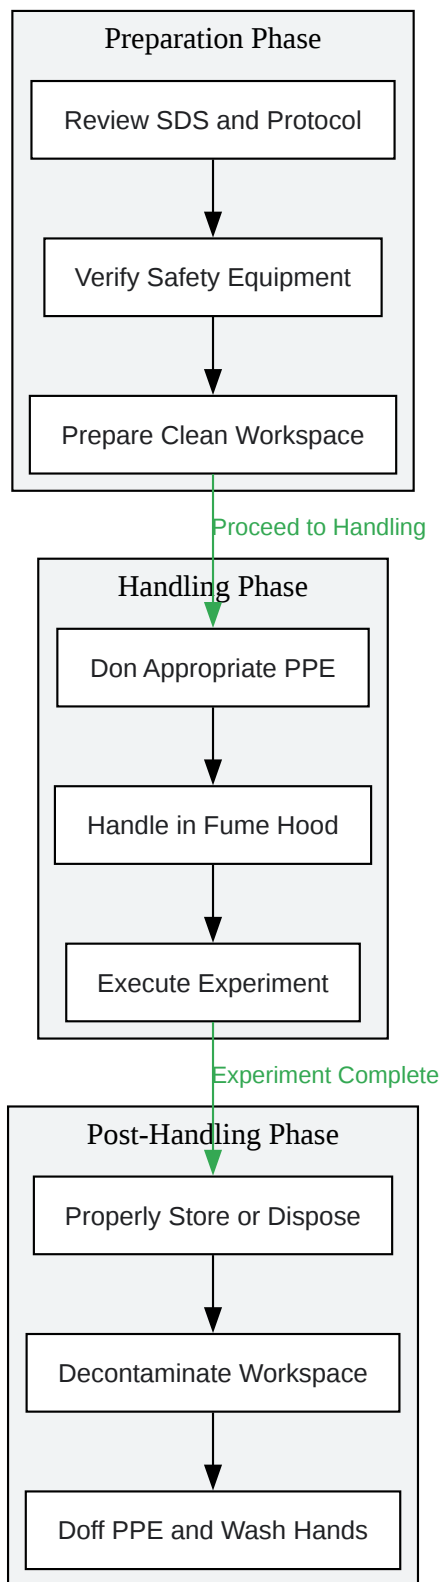 Preparation Phase
Review SDS and Protocol
Verify Safety Equipment
Prepare Clean Workspace
Proceed to Handling
Handling Phase
Don Appropriate PPE
Handle in Fume Hood
Execute Experiment
Experiment Complete
Post-Handling Phase
Properly Store or Dispose
Decontaminate Workspace
Doff PPE and Wash Hands